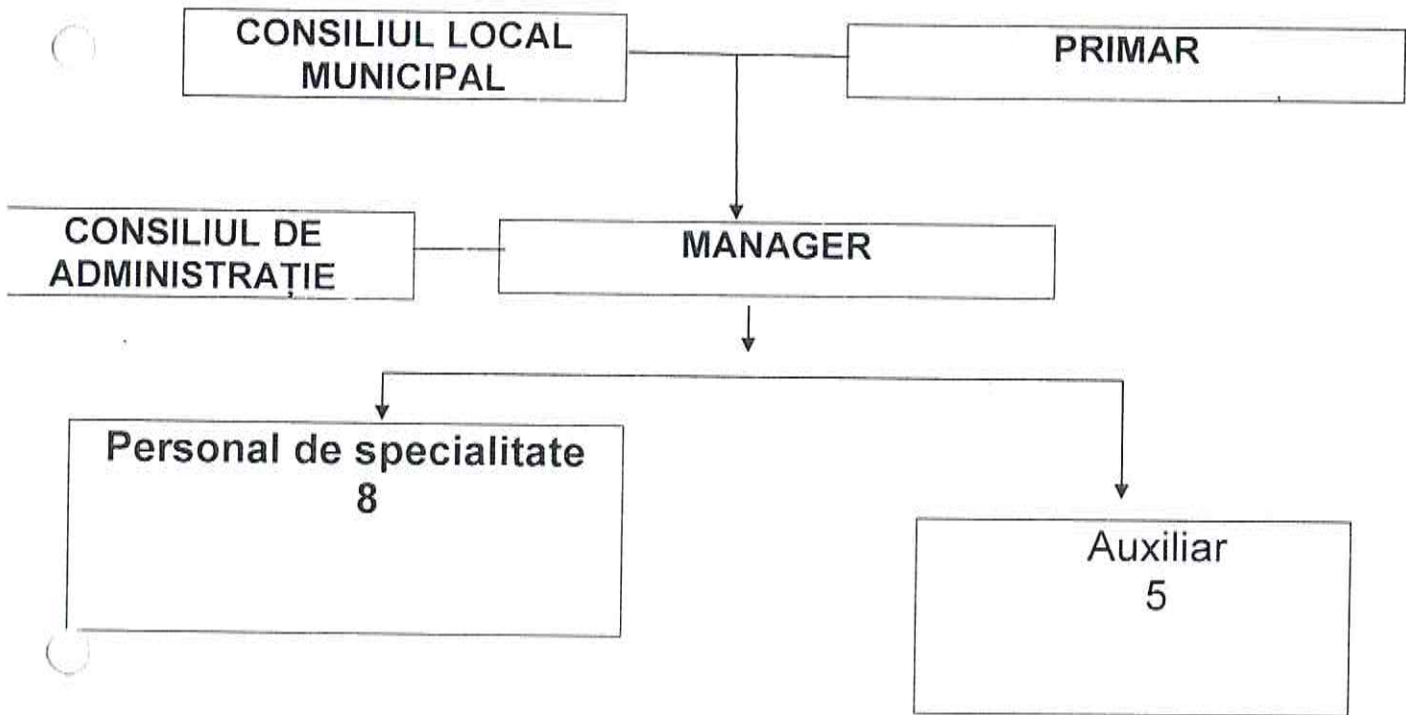 CONSILIUL LOCAL
MUNICIPAL
PRIMAR
CONSILIUL DE
ADMINISTRAȚIE
MANAGER
Personal de specialitate
8
Auxiliar
5